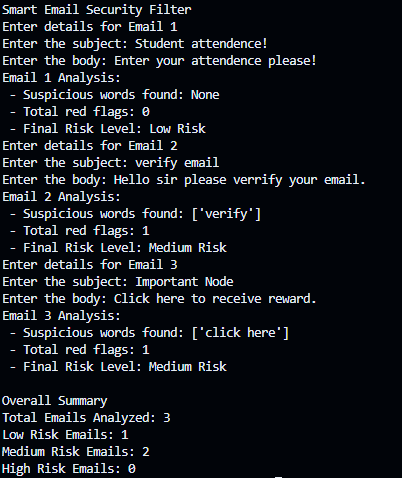 Smart Email Security Filter
Enter details for Email 1
Enter the subject: Student attendence!
Enter the body: Enter your attendence please!
Email 1 Analysis:
- Suspicious words found: None
- Total red flags: 0
- Final Risk Level: Low Risk
Enter details for Email 2
Enter the subject: verify email
Enter the body: Hello sir please verrify your email.
Email 2 Analysis:
- Suspicious words found: ['verify']
- Total red flags: 1
- Final Risk Level: Medium Risk
Enter details for Email 3
Enter the subject: Important Node
Enter the body: Click here to receive reward.
Email 3 Analysis:
- Suspicious words found: ['click here']
- Total red flags: 1
- Final Risk Level: Medium Risk

Overall Summary
Total Emails Analyzed: 3
Low Risk Emails: 1
Medium Risk Emails: 2
High Risk Emails: 0